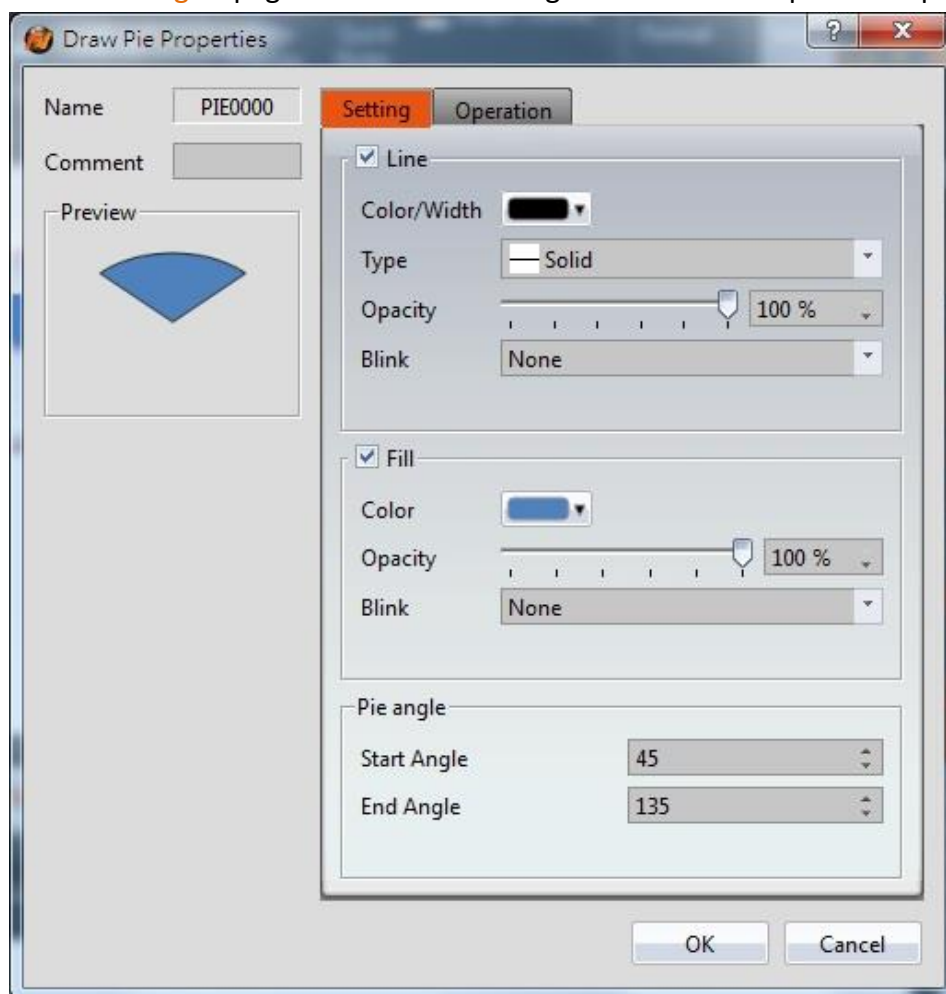 Draw Pie Properties
?
Name PIE0000
Comment
Preview
Setting Operation
Line
Color/Width
Type Solid
Opacity 100 %
Blink None
Fill
Color
Opacity 100 %
Blink None
Pie angle
Start Angle 45
End Angle 135
OK Cancel